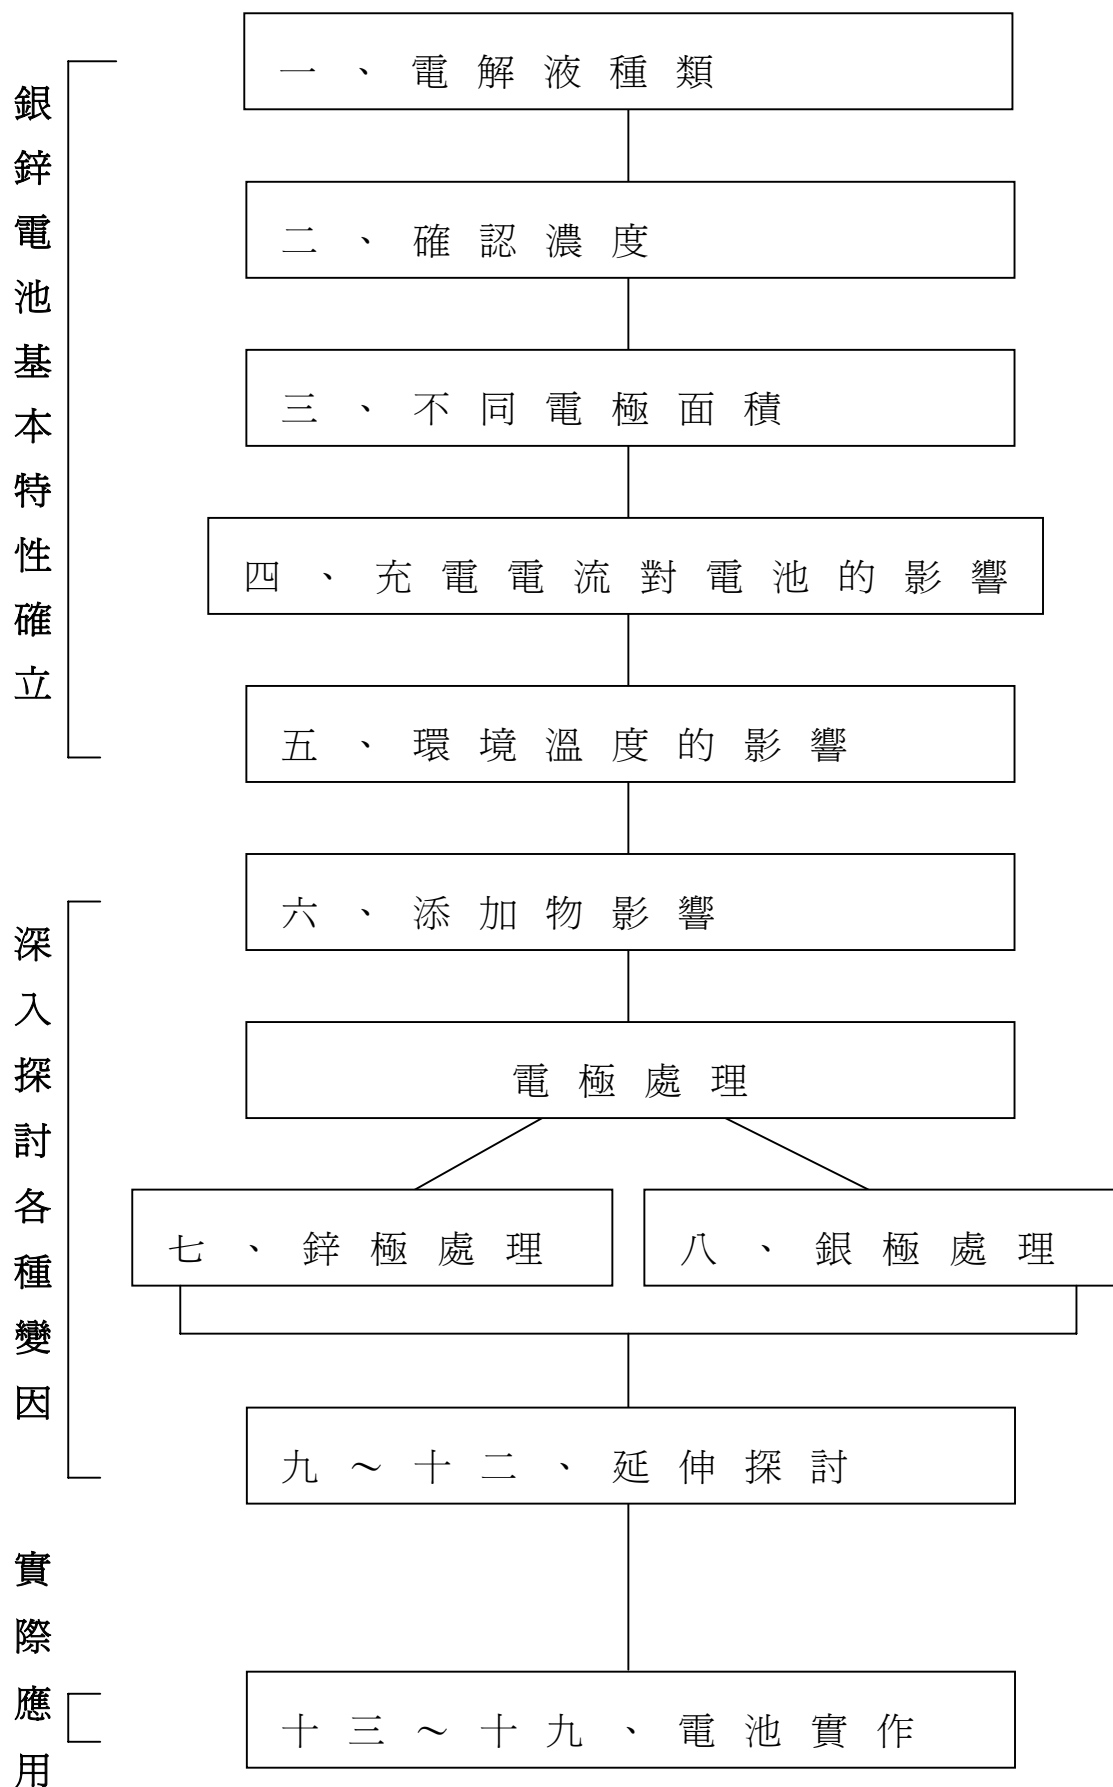 銀鋅電池基本特性確立
一、電解液種類
二、確認濃度
三、不同電極面積
四、充電電流對電池的影響
五、環境溫度的影響
深入探討各種變因
六、添加物影響
電極處理
七、鋅極處理
八、銀極處理
九～十二、延伸探討
實際應用
十三～十九、電池實作